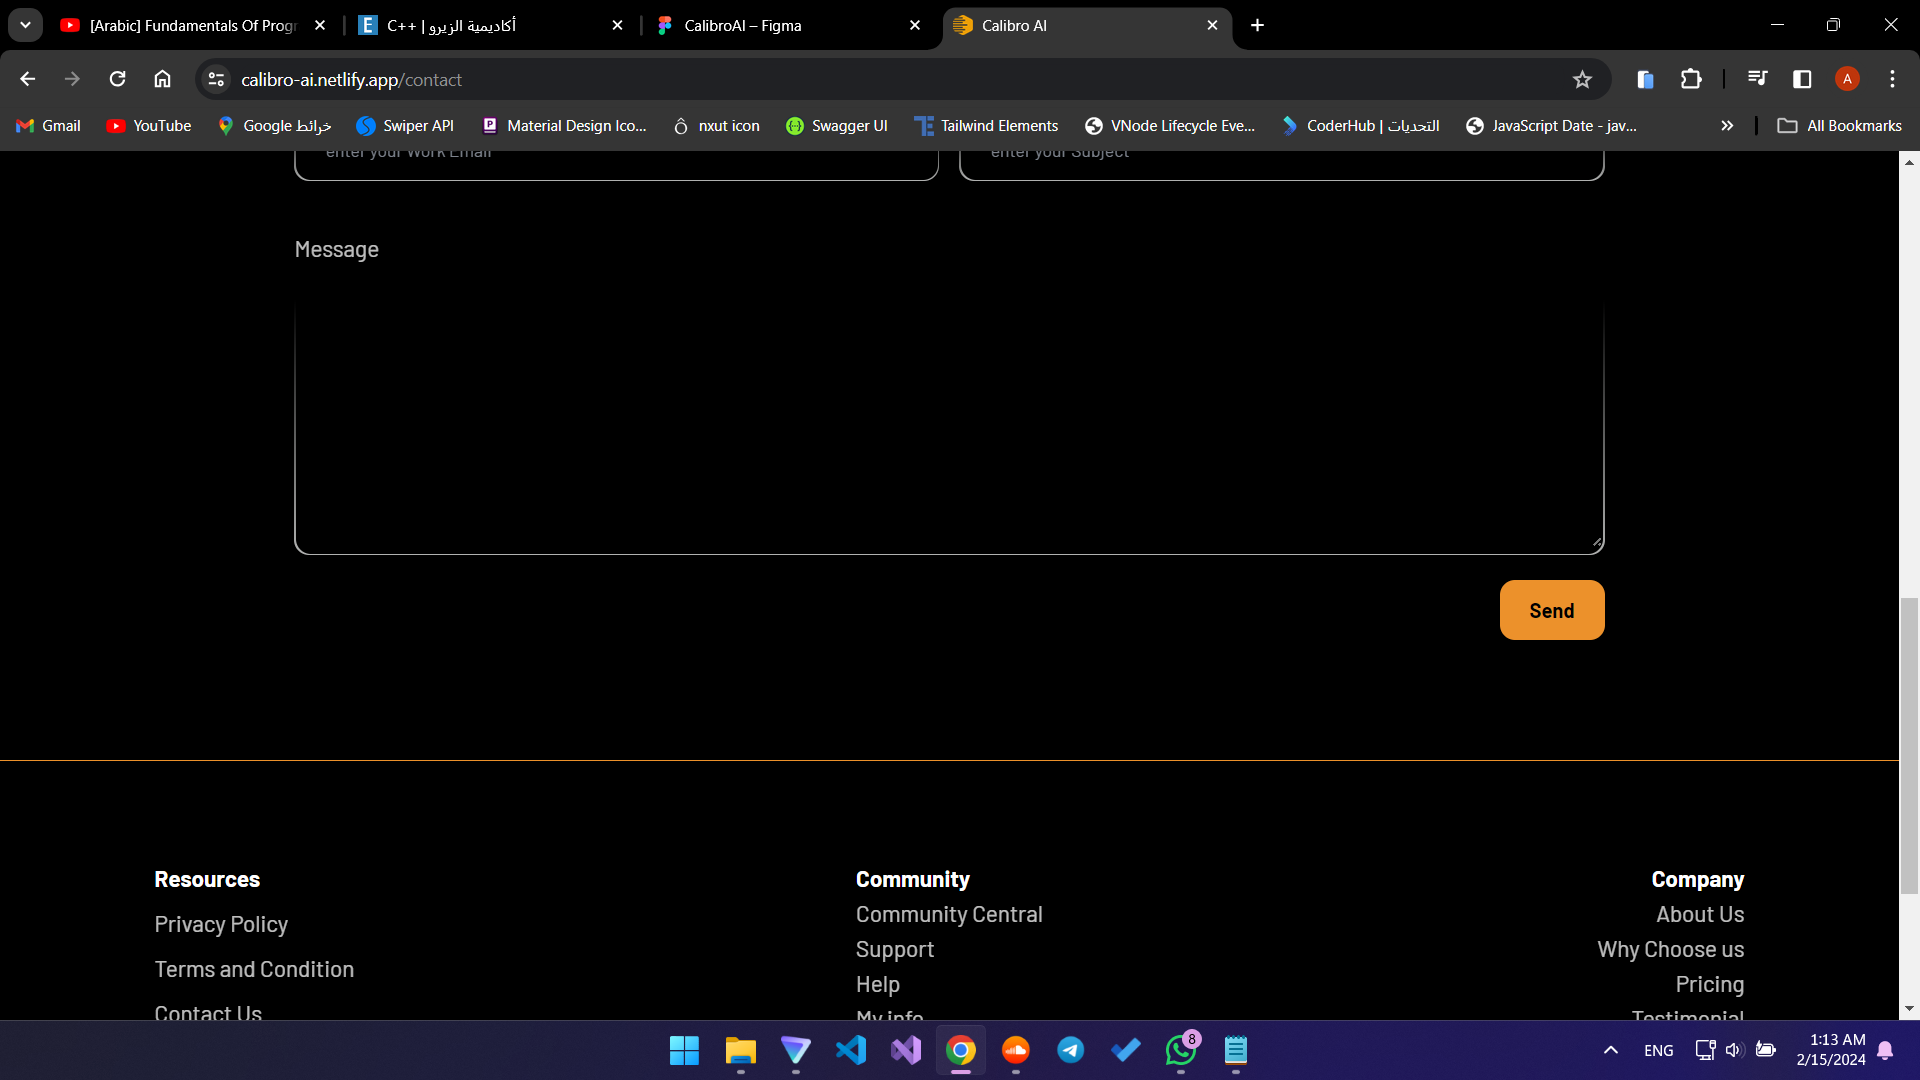 [Arabic] Fundamentals Of Progr
C++ | أكاديمية الزيرو
CalibroAI – Figma
Calibro AI
calibro-ai.netlify.app/contact
Gmail
YouTube
خرائط Google
Swiper API
Material Design Ico...
nxut icon
Swagger UI
Tailwind Elements
VNode Lifecycle Eve...
CoderHub | التحديات
JavaScript Date - jav...
All Bookmarks
enter your Work Email
enter your Subject
Message
Send
Resources
Privacy Policy
Terms and Condition
Contact Us
Community
Community Central
Support
Help
My info
Company
About Us
Why Choose us
Pricing
Testimonial
8
ENG
1:13 AM
2/15/2024